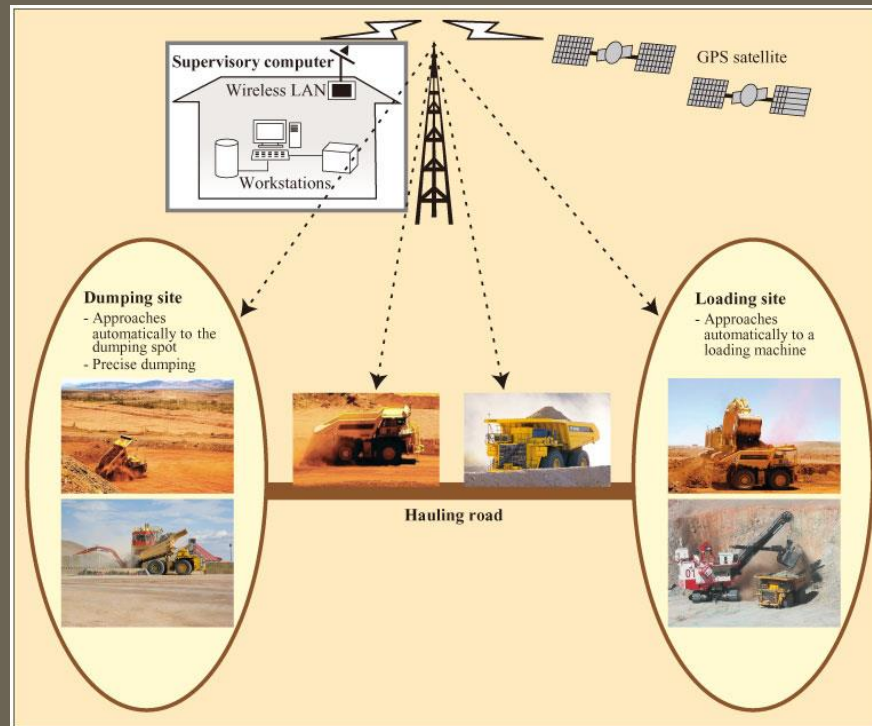 Supervisory computer
Wireless LAN
Workstations
GPS satellite
Dumping site
- Approaches
automatically to the
dumping spot
- Precise dumping
Loading site
- Approaches
automatically to a
loading machine
Hauling road
01